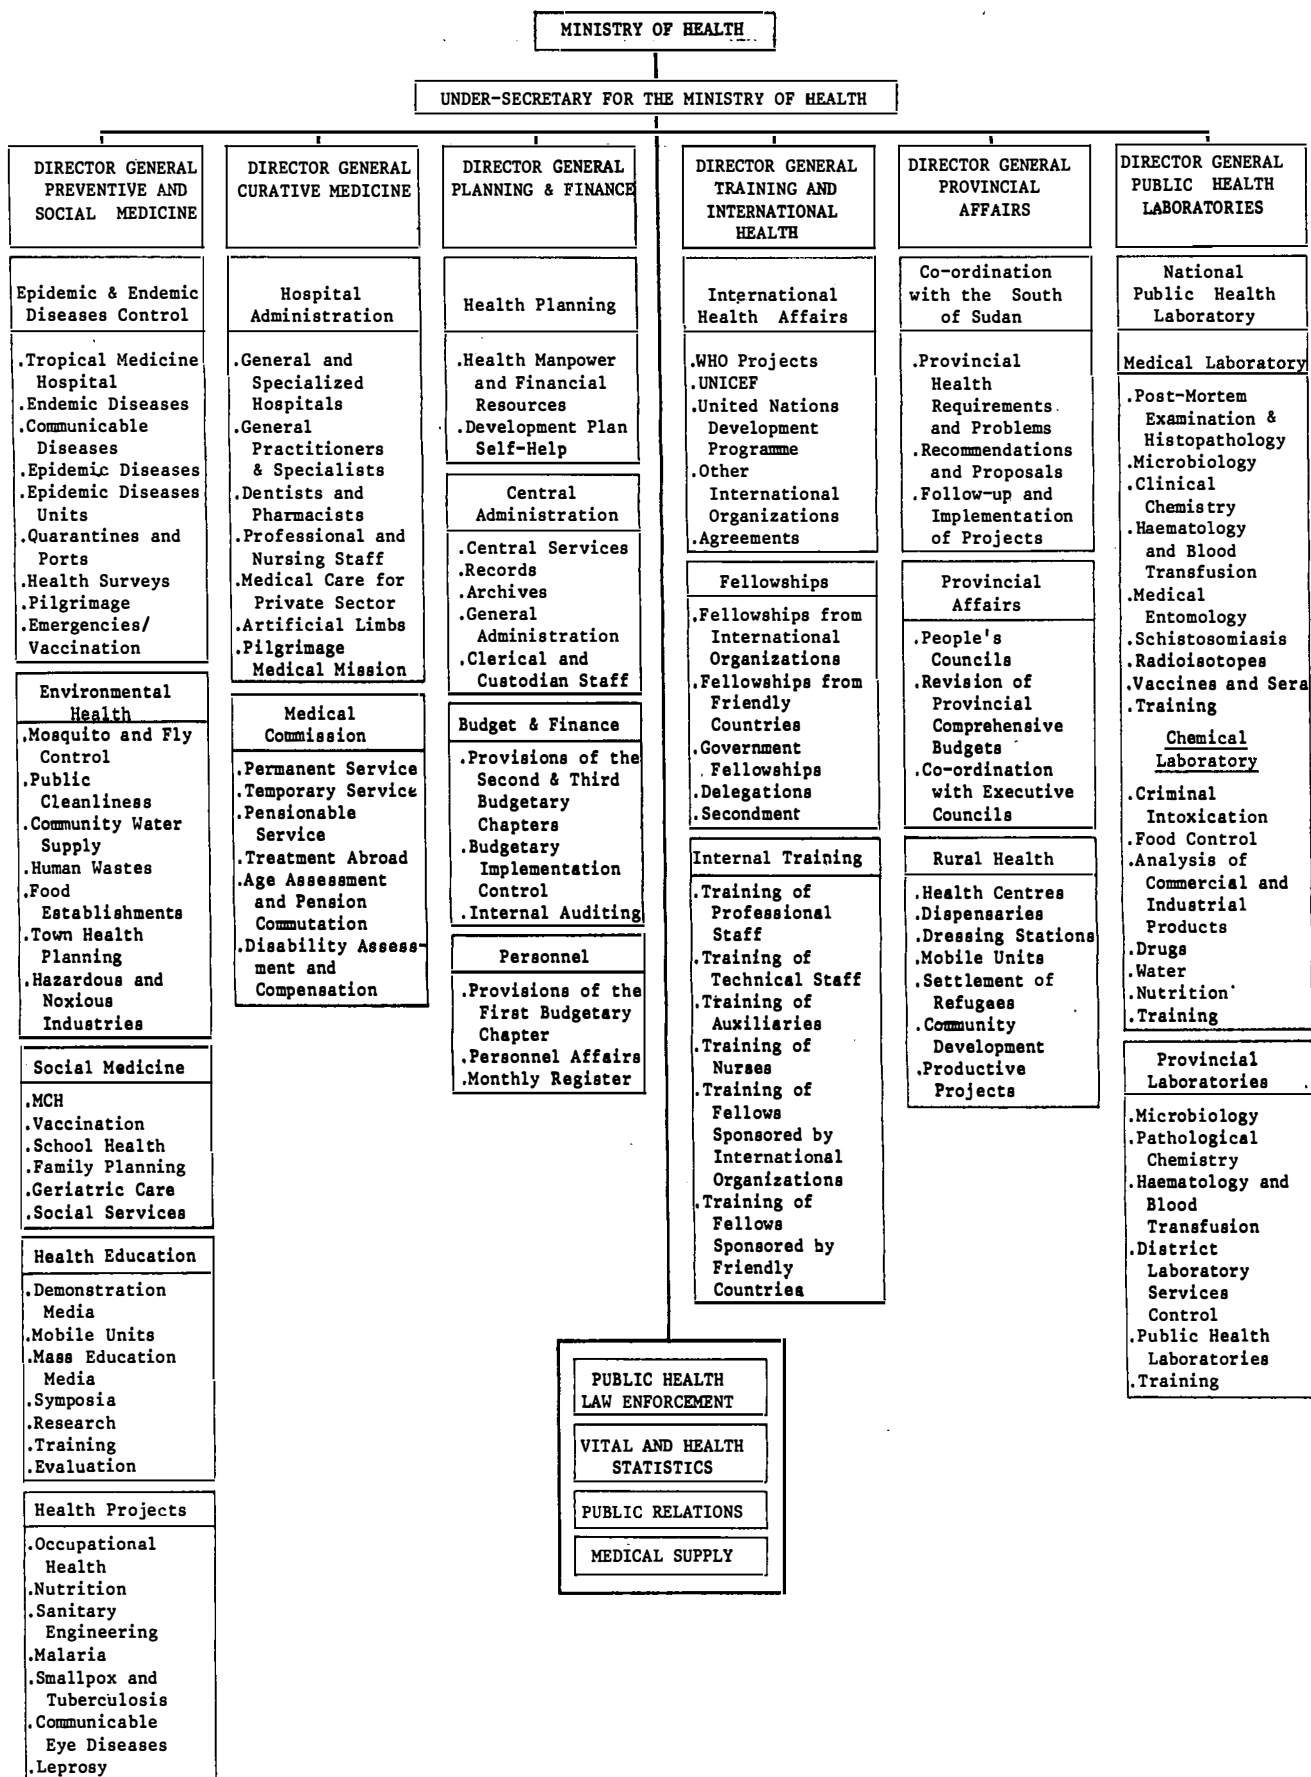 MINISTRY OF HEALTH
UNDER-SECRETARY FOR THE MINISTRY OF HEALTH
DIRECTOR GENERAL
PREVENTIVE AND
SOCIAL MEDICINE
Epidemic & Endemic
Diseases Control
.Tropical Medicine
Hospital
.Endemic Diseases
.Communicable
Diseases
.Epidemic Diseases
.Epidemic Diseases
Units
.Quarantines and
Ports
.Health Surveys
.Pilgrimage
.Emergencies/
Vaccination
Environmental
Health
.Mosquito and Fly
Control
.Public
Cleanliness
.Community Water
Supply
.Human Wastes
.Food
Establishments
.Town Health
Planning
.Hazardous and
Noxious
Industries
Social Medicine
.MCH
.Vaccination
.School Health
.Family Planning
.Geriatric Care
.Social Services
Health Education
.Demonstration
Media
.Mobile Units
.Mass Education
Media
.Symposia
.Research
.Training
.Evaluation
Health Projects
.Occupational
Health
.Nutrition
.Sanitary
Engineering
.Malaria
.Smallpox and
Tuberculosis
.Communicable
Eye Diseases
.Leprosy
DIRECTOR GENERAL
CURATIVE MEDICINE
Hospital
Administration
.General and
Specialized
Hospitals
.General
Practitioners
& Specialists
.Dentists and
Pharmacists
.Professional and
Nursing Staff
.Medical Care for
Private Sector
.Artificial Limbs
.Pilgrimage
Medical Mission
Medical
Commission
.Permanent Service
.Temporary Service
.Pensionable
Service
.Treatment Abroad
.Age Assessment
and Pension
Commutation
.Disability Assess-
ment and
Compensation
DIRECTOR GENERAL
PLANNING & FINANCE
Health Planning
.Health Manpower
and Financial
Resources
.Development Plan
Self-Help
Central
Administration
.Central Services
.Records
.Archives
.General
Administration
.Clerical and
Custodian Staff
Budget & Finance
.Provisions of the
Second & Third
Budgetary
Chapters
.Budgetary
Implementation
Control
.Internal Auditing
Personnel
.Provisions of the
First Budgetary
Chapter
.Personnel Affairs
.Monthly Register
DIRECTOR GENERAL
TRAINING AND
INTERNATIONAL
HEALTH
International
Health Affairs
.WHO Projects
.UNICEF
.United Nations
Development
Programme
.Other
International
Organizations
.Agreements
Fellowships
.Fellowships from
International
Organizations
.Fellowships from
Friendly
Countries
.Government
Fellowships
.Delegations
.Secondment
Internal Training
.Training of
Professional
Staff
.Training of
Technical Staff
.Training of
Auxiliaries
.Training of
Nurses
.Training of
Fellows
Sponsored by
International
Organizations
.Training of
Fellows
Sponsored by
Friendly
Countries
DIRECTOR GENERAL
PROVINCIAL
AFFAIRS
Co-ordination
with the South
of Sudan
.Provincial
Health
Requirements
and Problems
.Recommendations
and Proposals
.Follow-up and
Implementation
of Projects
Provincial
Affairs
.People's
Councils
.Revision of
Provincial
Comprehensive
Budgets
.Co-ordination
with Executive
Councils
Rural Health
.Health Centres
.Dispensaries
.Dressing Stations
.Mobile Units
.Settlement of
Refugees
.Community
Development
.Productive
Projects
DIRECTOR GENERAL
PUBLIC HEALTH
LABORATORIES
National
Public Health
Laboratory
Medical Laboratory
.Post-Mortem
Examination &
Histopathology
.Microbiology
.Clinical
Chemistry
.Haematology
and Blood
Transfusion
.Medical
Entomology
.Schistosomiasis
.Radioisotopes
.Vaccines and Sera
.Training
Chemical
Laboratory
.Criminal
Intoxication
.Food Control
.Analysis of
Commercial and
Industrial
Products
.Drugs
.Water
.Nutrition
.Training
Provincial
Laboratories
.Microbiology
.Pathological
Chemistry
.Haematology and
Blood
Transfusion
.District
Laboratory
Services
Control
.Public Health
Laboratories
.Training
PUBLIC HEALTH
LAW ENFORCEMENT
VITAL AND HEALTH
STATISTICS
PUBLIC RELATIONS
MEDICAL SUPPLY